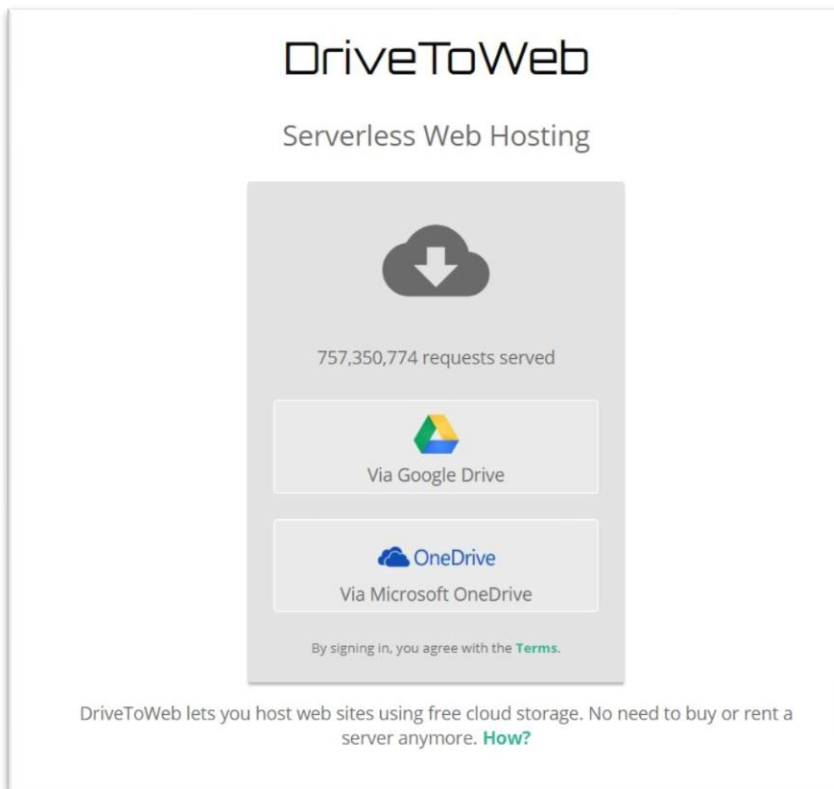 DriveToWeb
Serverless Web Hosting
757,350,774 requests served
Via Google Drive
OneDrive
Via Microsoft OneDrive
By signing in, you agree with the Terms.
DriveToWeb lets you host web sites using free cloud storage. No need to buy or rent a
server anymore. How?